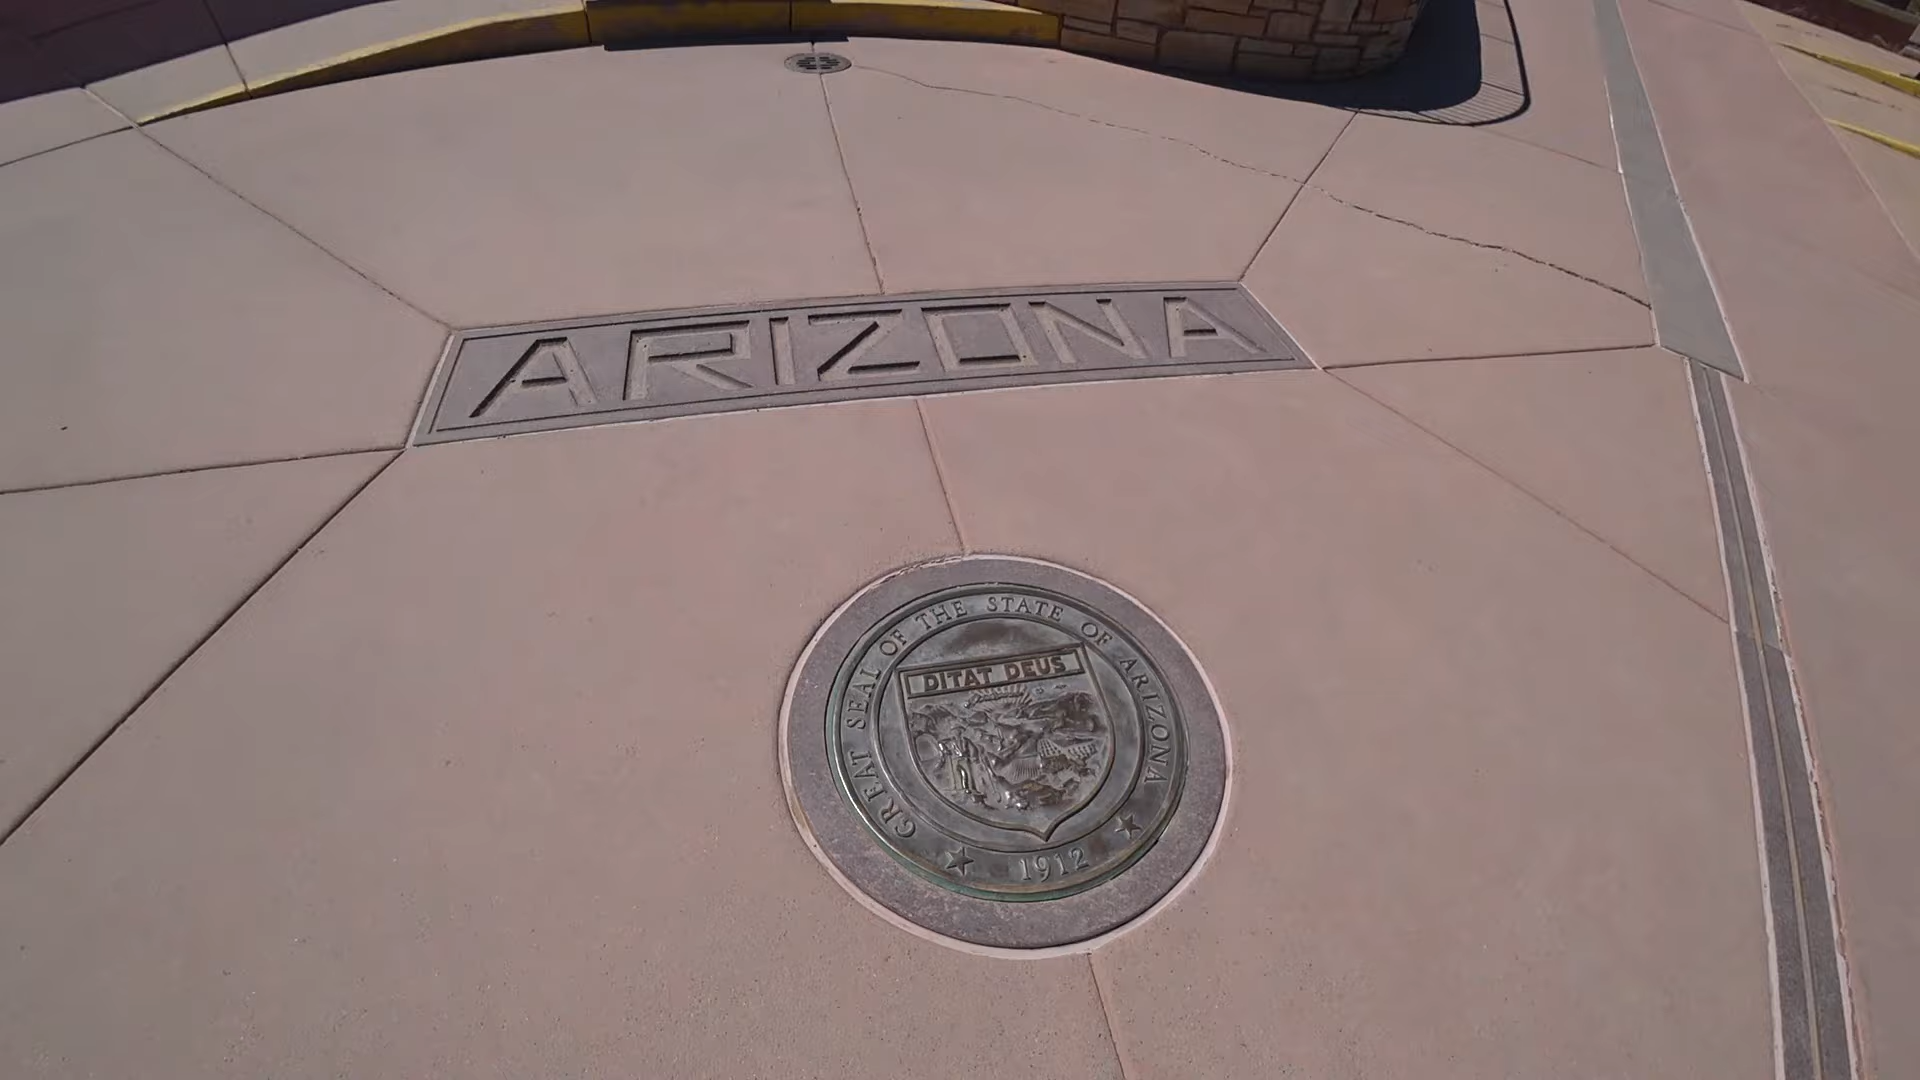 ARIZONA
GREAT SEAL OF THE STATE OF ARIZONA
DITAT DEUS
1912